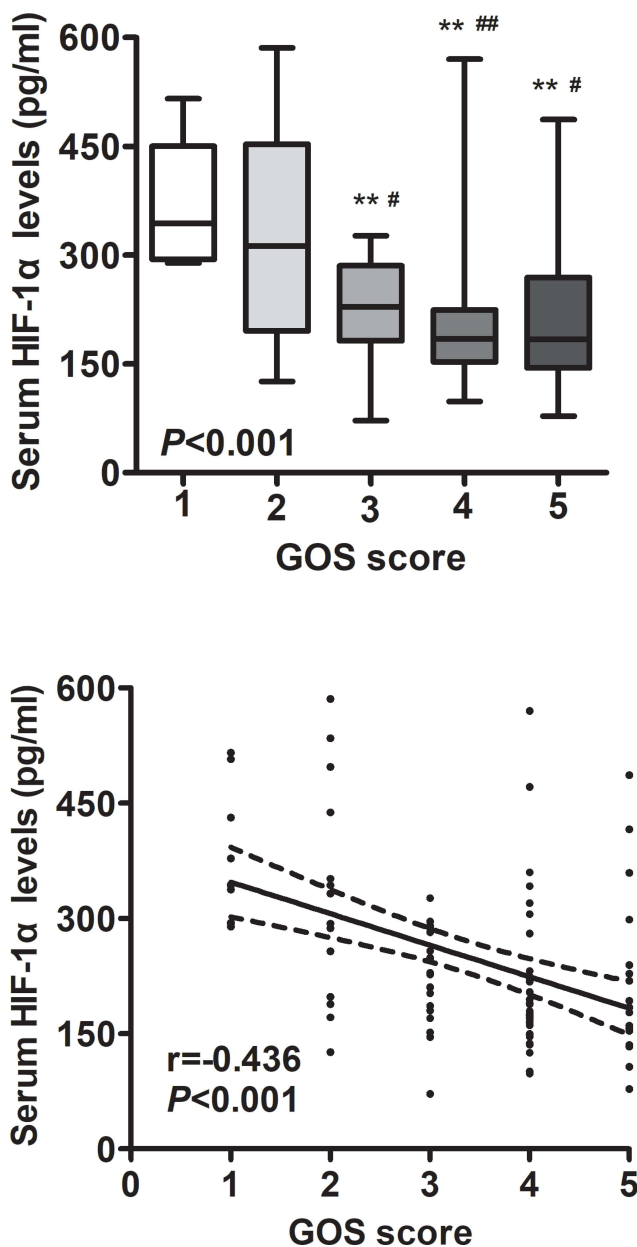 Serum HIF-1α levels (pg/ml)
600
450
300
150
0
** #
** ##
** #
P<0.001
1 2 3 4 5
GOS score
Serum HIF-1α levels (pg/ml)
600
450
300
150
0
r=-0.436
P<0.001
0 1 2 3 4 5
GOS score